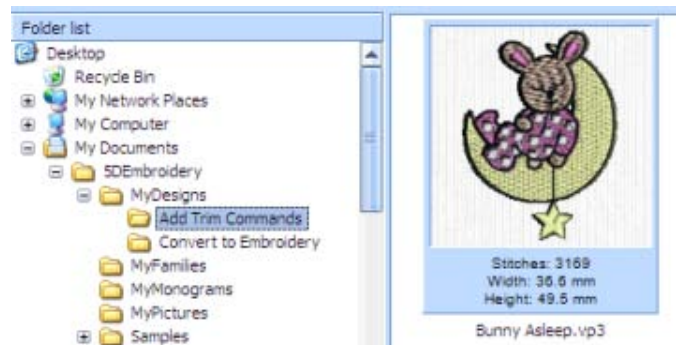 Folder list
Desktop
Recycle Bin
My Network Places
My Computer
My Documents
5DEmbroidery
MyDesigns
Add Trim Commands
Convert to Embroidery
MyFamilies
MyMonograms
MyPictures
Samples
Stitches: 3169
Width: 36.5 mm
Height: 49.5 mm
Bunny Asleep.vp3